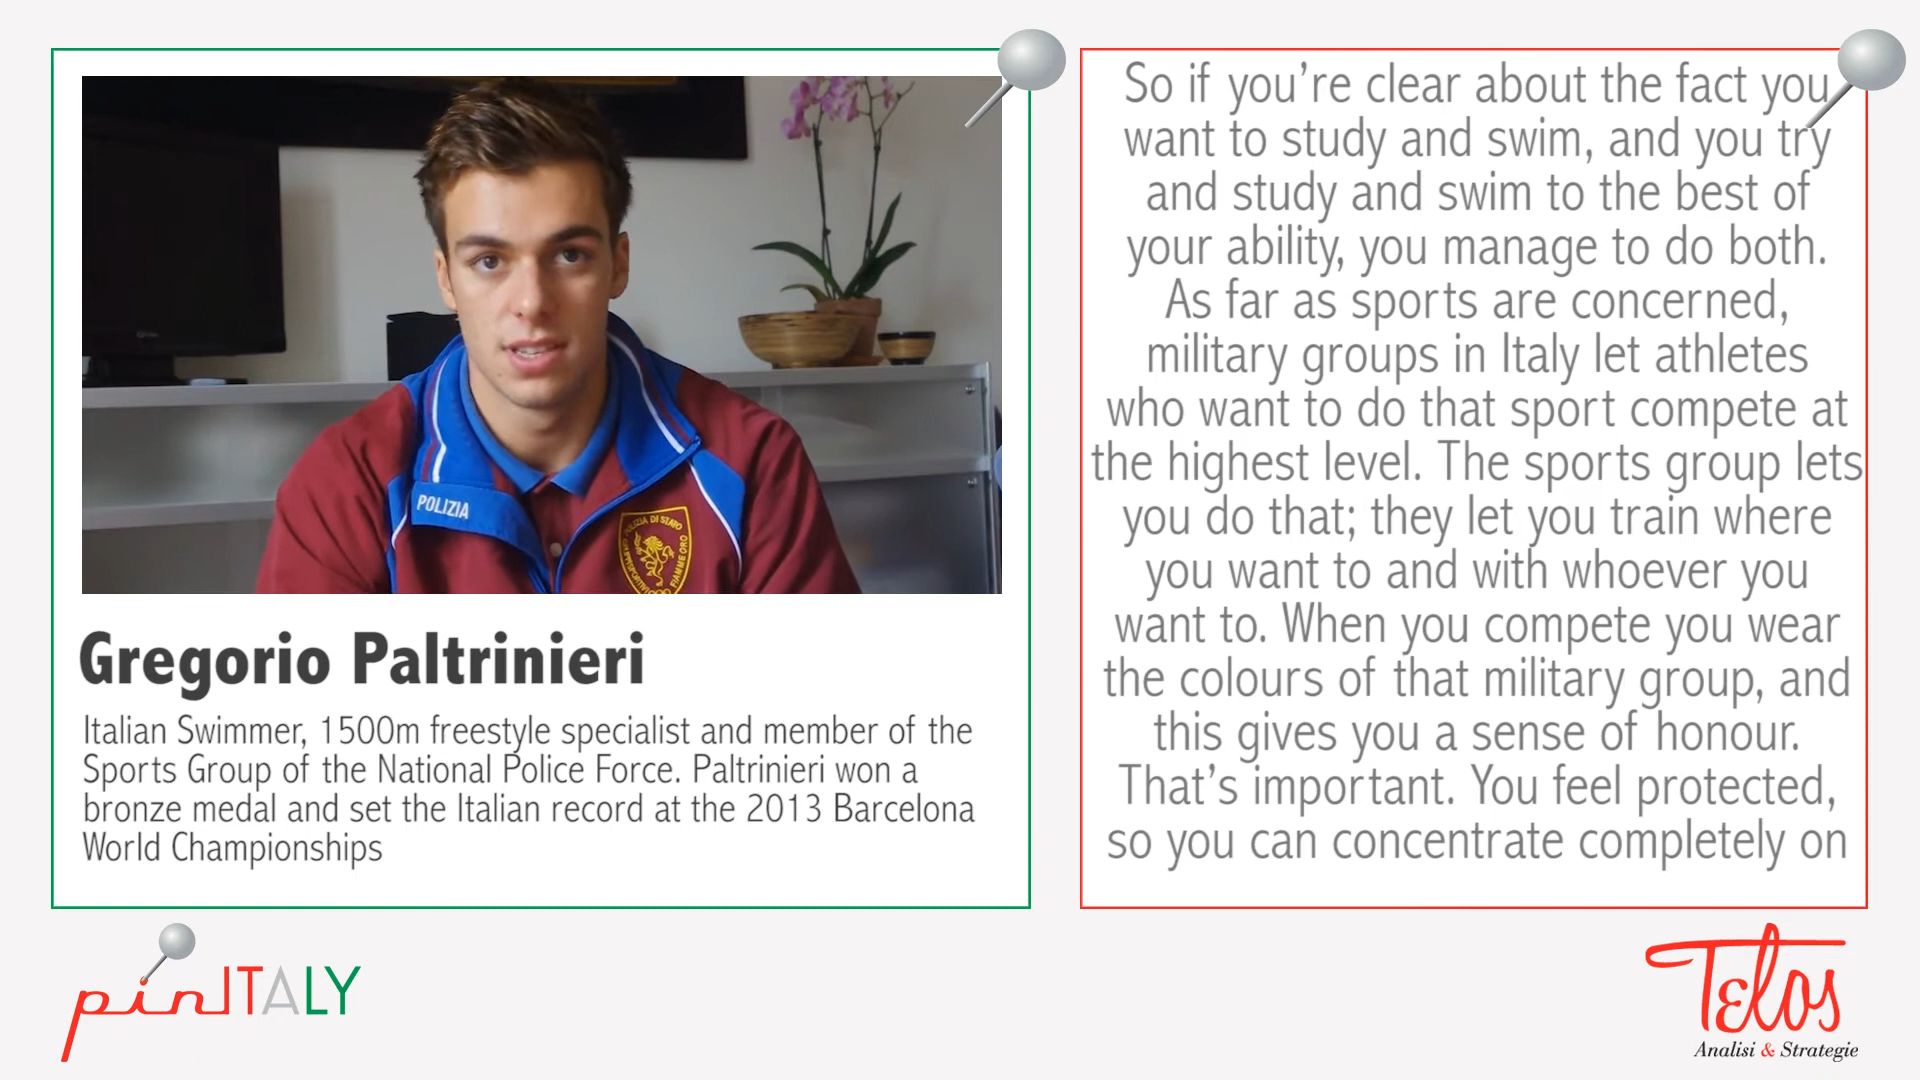 POLIZIA
POLIZIA DI STATO
FIAMME ORO
Gregorio Paltrinieri
Italian Swimmer, 1500m freestyle specialist and member of the
Sports Group of the National Police Force. Paltrinieri won a
bronze medal and set the Italian record at the 2013 Barcelona
World Championships
So if you’re clear about the fact you
want to study and swim, and you try
and study and swim to the best of
your ability, you manage to do both.
As far as sports are concerned,
military groups in Italy let athletes
who want to do that sport compete at
the highest level. The sports group lets
you do that; they let you train where
you want to and with whoever you
want to. When you compete you wear
the colours of that military group, and
this gives you a sense of honour.
That’s important. You feel protected,
so you can concentrate completely on
pinITALY
Telos
Analisi & Strategie